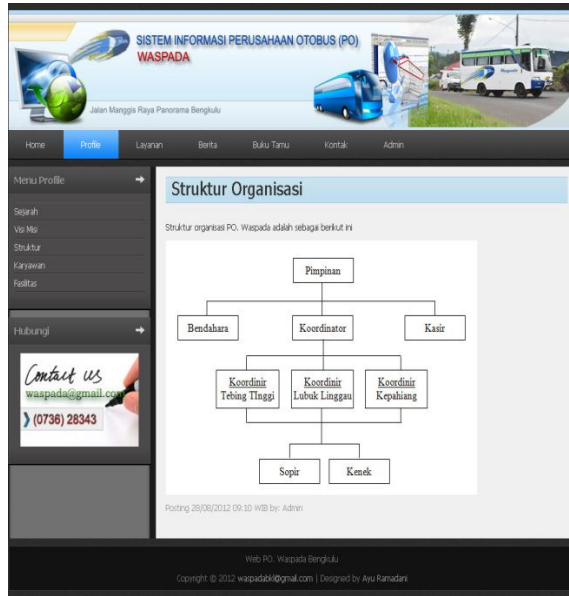 SISTEM INFORMASI PERUSAHAAN OTOBUS (PO)
WASPADA
Jalan Manggis Raya Panorama Bengkulu
Home Profile Layanan Berita Buku Tamu Kontak Admin
Menu Profile
Sejarah
Visi Misi
Struktur
Karyawan
Fasilitas
Hubungi
Contact us
waspada@gmail.com
(0736) 28343
Struktur Organisasi
Struktur organisasi PO. Waspada adalah sebagai berikut ini
Pimpinan
Bendahara Koordinator Kasir
Koordinir Koordinir Koordinir
Tebing TInggi Lubuk Linggau Kepahiang
Sopir Kenek
Posting 28/08/2012 09:10 WIB by: Admin
Web PO. Waspada Bengkulu
Copyright © 2012 waspadabkl@gmail.com | Designed by Ayu Ramadani